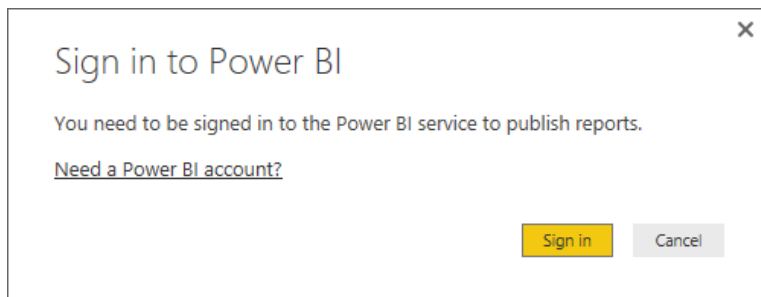 Sign in to Power BI
You need to be signed in to the Power BI service to publish reports.
Need a Power BI account?
Sign in Cancel